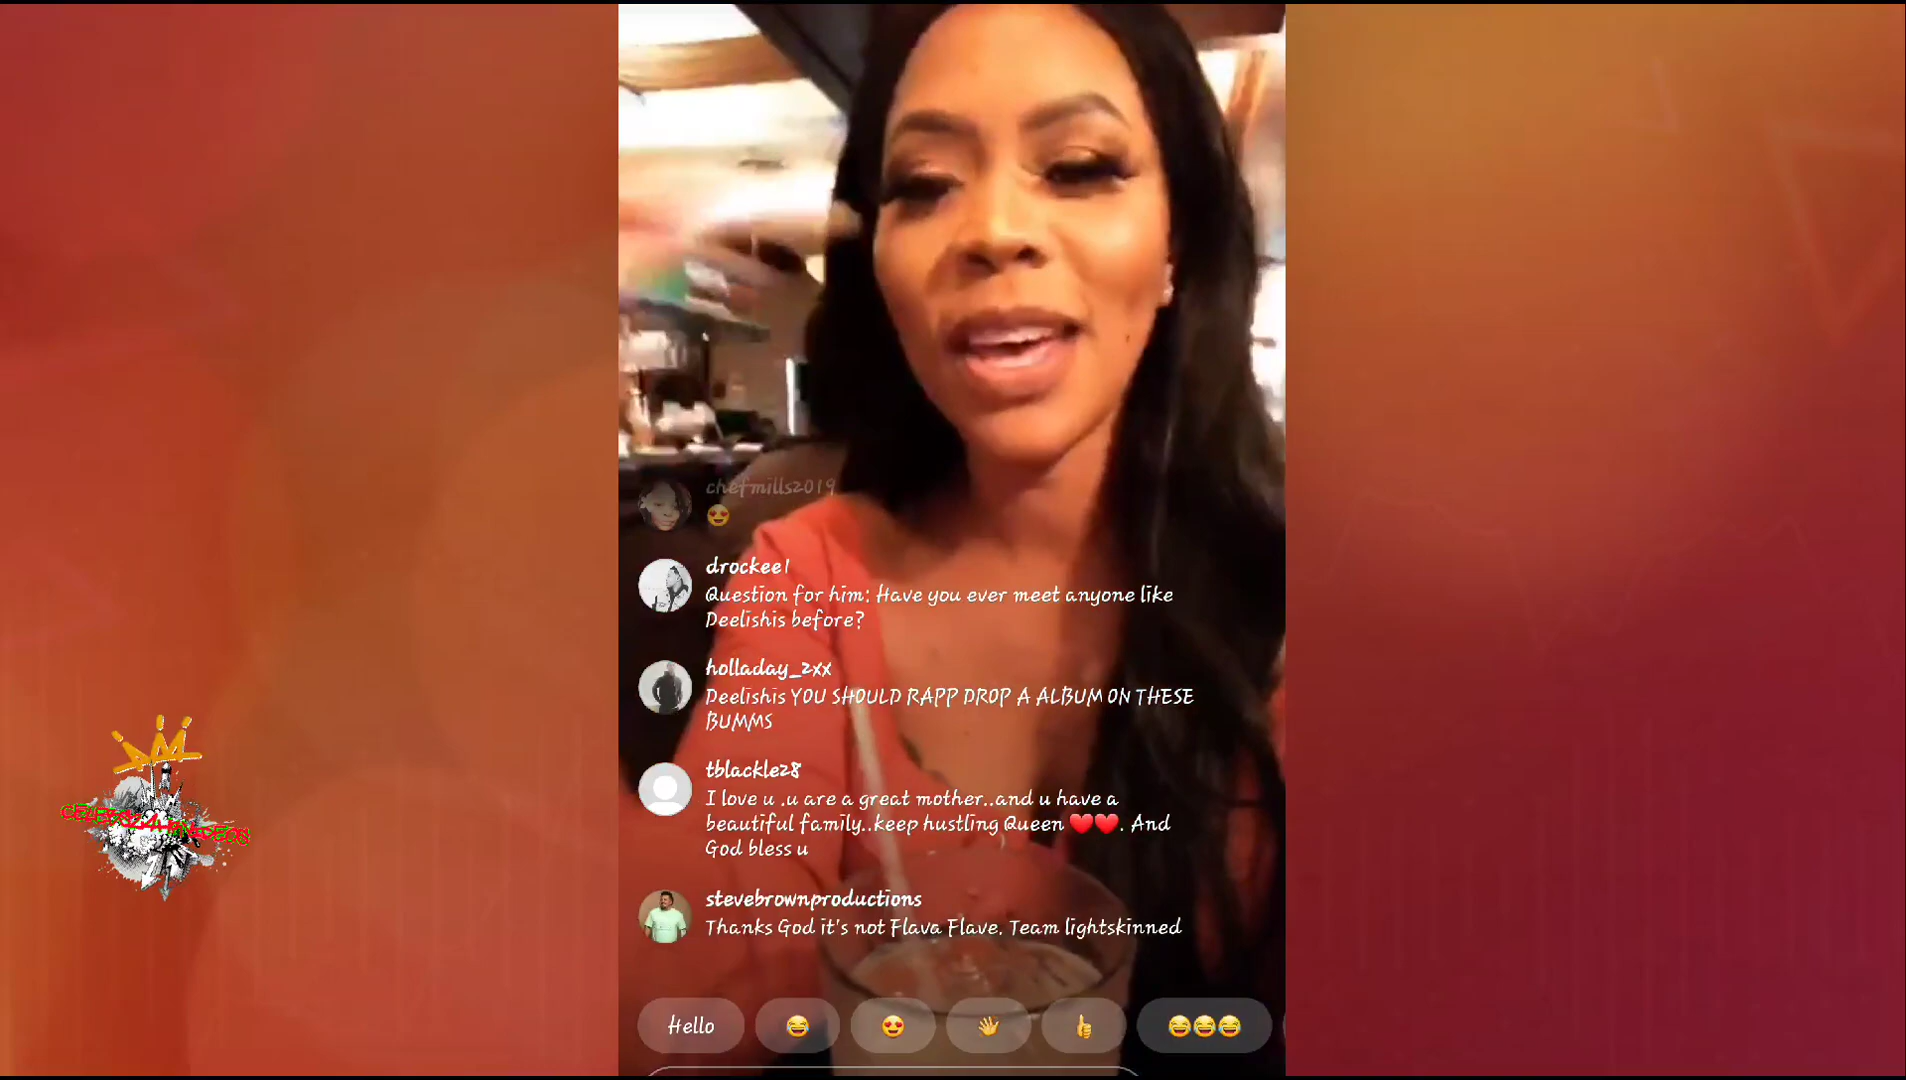 chefmills2019
😍
drockee1
Question for him: Have you ever meet anyone like
Deelishis before?
holladay_2xx
Deelishis YOU SHOULD RAPP DROP A ALBUM ON THESE
BUMMS
tblackle28
I love u .u are a great mother..and u have a
beautiful family..keep hustling Queen ❤️❤️. And
God bless u
stevebrownproductions
Thanks God it's not Flava Flave. Team lightskinned
Hello 😂 😍 👋 👍 😂😂😂